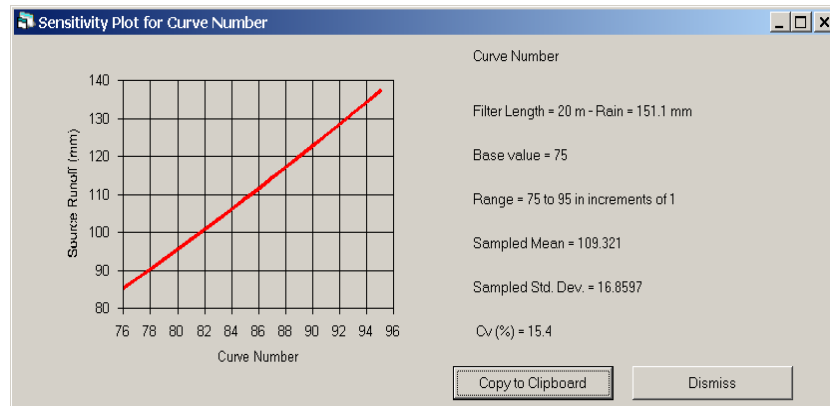 Sensitivity Plot for Curve Number
140
130
120
110
100
90
80
Source Runoff (mm)
76 78 80 82 84 86 88 90 92 94 96
Curve Number
Curve Number
Filter Length = 20 m - Rain = 151.1 mm
Base value = 75
Range = 75 to 95 in increments of 1
Sampled Mean = 109.321
Sampled Std. Dev. = 16.8597
Cv (%) = 15.4
Copy to Clipboard
Dismiss